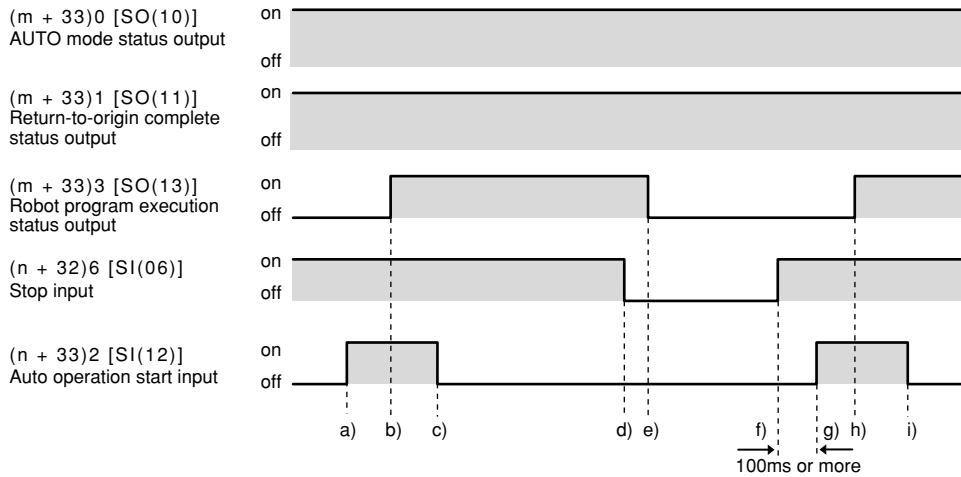 (m + 33)0 [SO(10)]
AUTO mode status output
on
off
(m + 33)1 [SO(11)]
Return-to-origin complete
status output
on
off
(m + 33)3 [SO(13)]
Robot program execution
status output
on
off
(n + 32)6 [SI(06)]
Stop input
on
off
(n + 33)2 [SI(12)]
Auto operation start input
on
off
a) b) c) d) e) f) g) h) i)
100ms or more